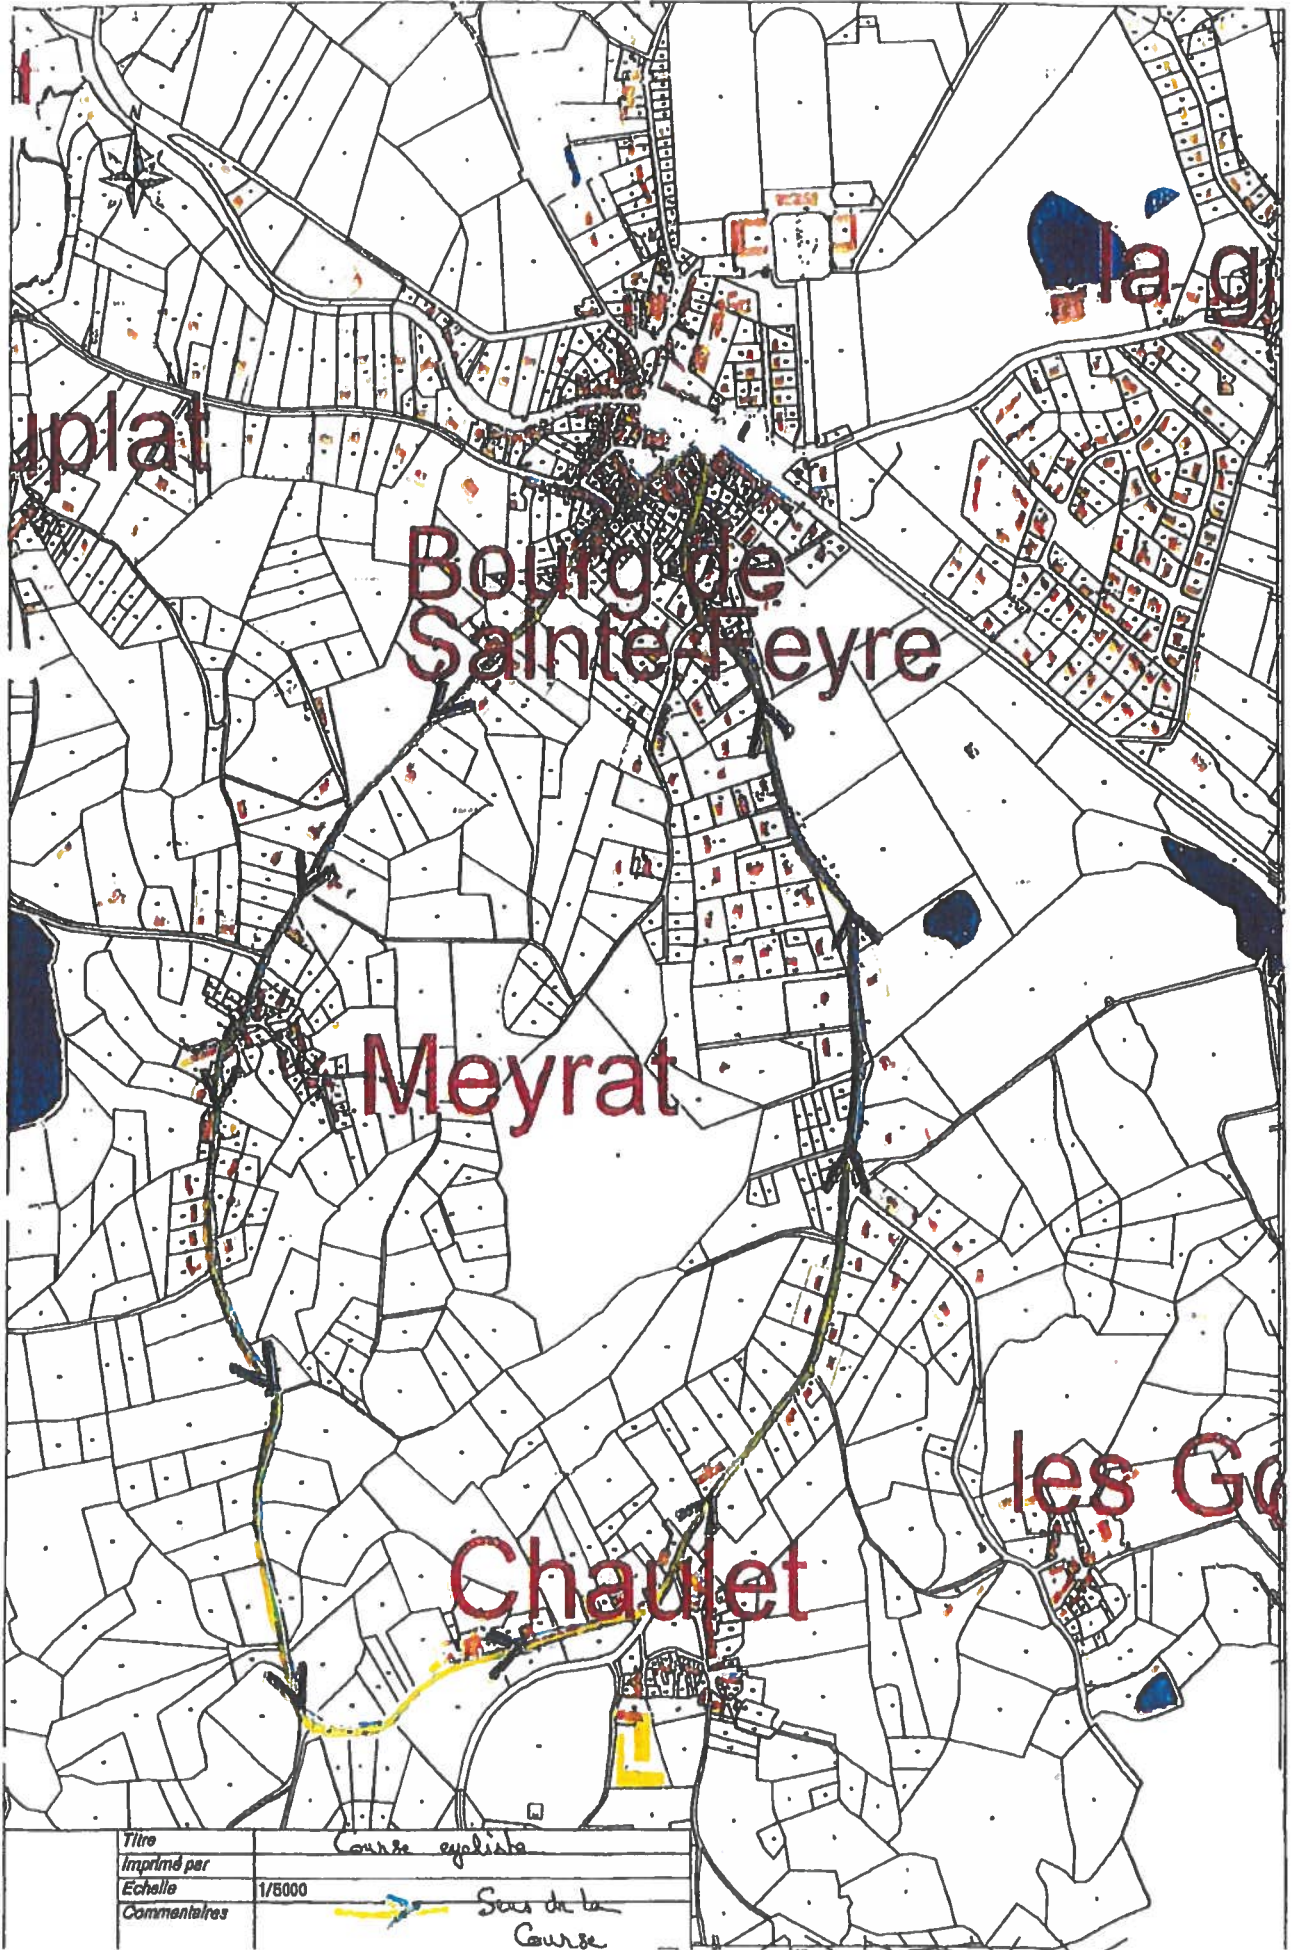 t
la g
uplat
Bourg de
Sainte-Feyre
Meyrat
les Go
Chaulet
Titre Course cycliste
Imprimé par
Echelle 1/5000
Commentaires Sens de la
Course